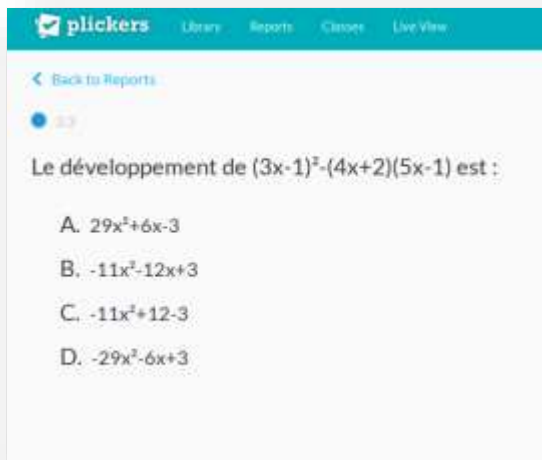 plickers Library Reports Classes Live View
Back to Reports
Le développement de (3x-1)²-(4x+2)(5x-1) est :
A. 29x²+6x-3
B. -11x²-12x+3
C. -11x²+12-3
D. -29x²-6x+3